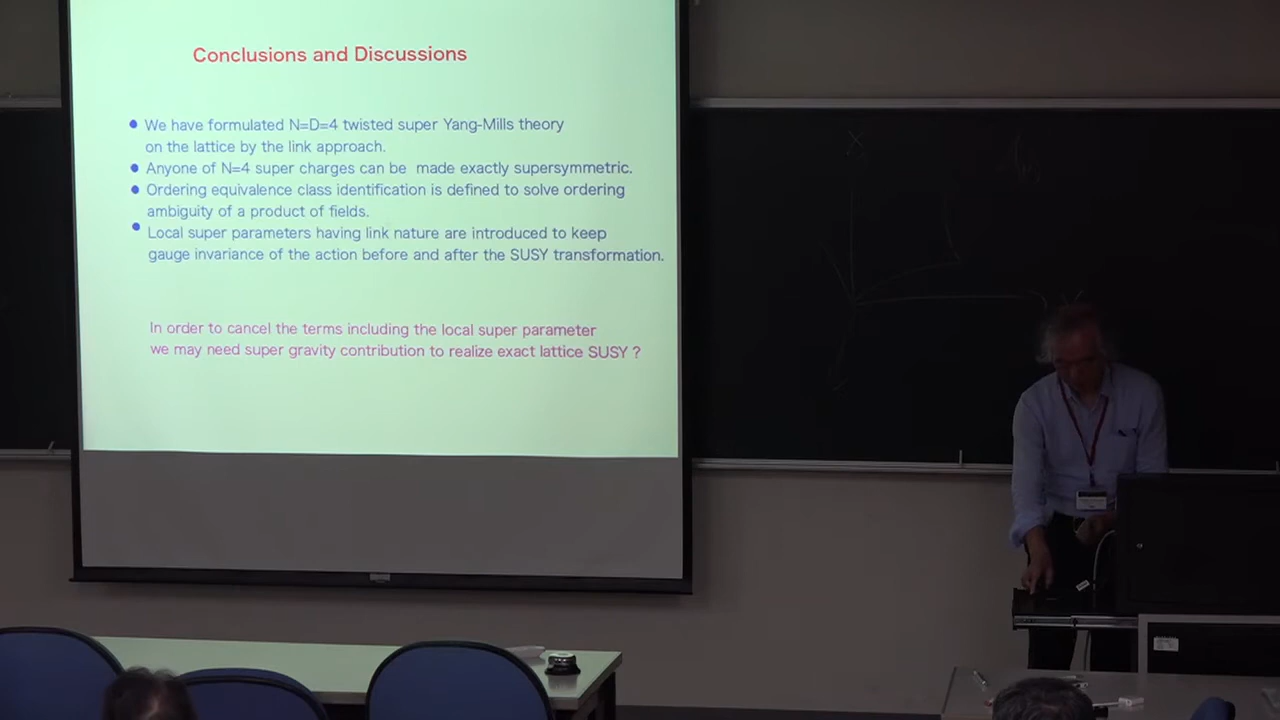 Conclusions and Discussions
● We have formulated N=D=4 twisted super Yang-Mills theory
on the lattice by the link approach.
● Anyone of N=4 super charges can be made exactly supersymmetric.
● Ordering equivalence class identification is defined to solve ordering
ambiguity of a product of fields.
● Local super parameters having link nature are introduced to keep
gauge invariance of the action before and after the SUSY transformation.
In order to cancel the terms including the local super parameter
we may need super gravity contribution to realize exact lattice SUSY ?